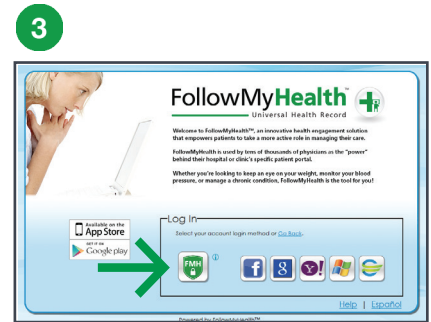 3
FollowMyHealth™
Universal Health Record
Welcome to FollowMyHealth™, an innovative health engagement solution
that empowers patients to take a more active role in managing their care.
FollowMyHealth is used by tens of thousands of physicians as the "power"
behind their hospital or clinic's specific patient portal.
Whether you're looking to keep an eye on your weight, monitor your blood
pressure, or manage a chronic condition, FollowMyHealth is the tool for you!
Available on the
App Store
GET IT ON
Google play
Log In
Select your account login method or Go Back.
FMH
f 8 Y!
Help | Español
Powered by FollowMyHealth™